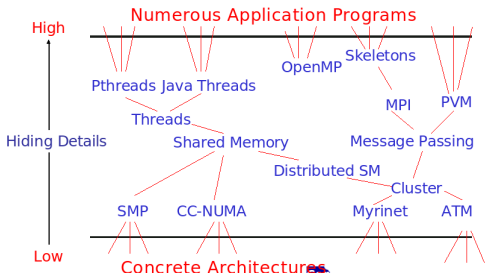 Numerous Application Programs
High
Skeletons
OpenMP
Pthreads Java Threads
MPI
PVM
Threads
Hiding Details
Shared Memory
Message Passing
Distributed SM
Cluster
SMP
CC-NUMA
Myrinet
ATM
Low
Concrete Architectures